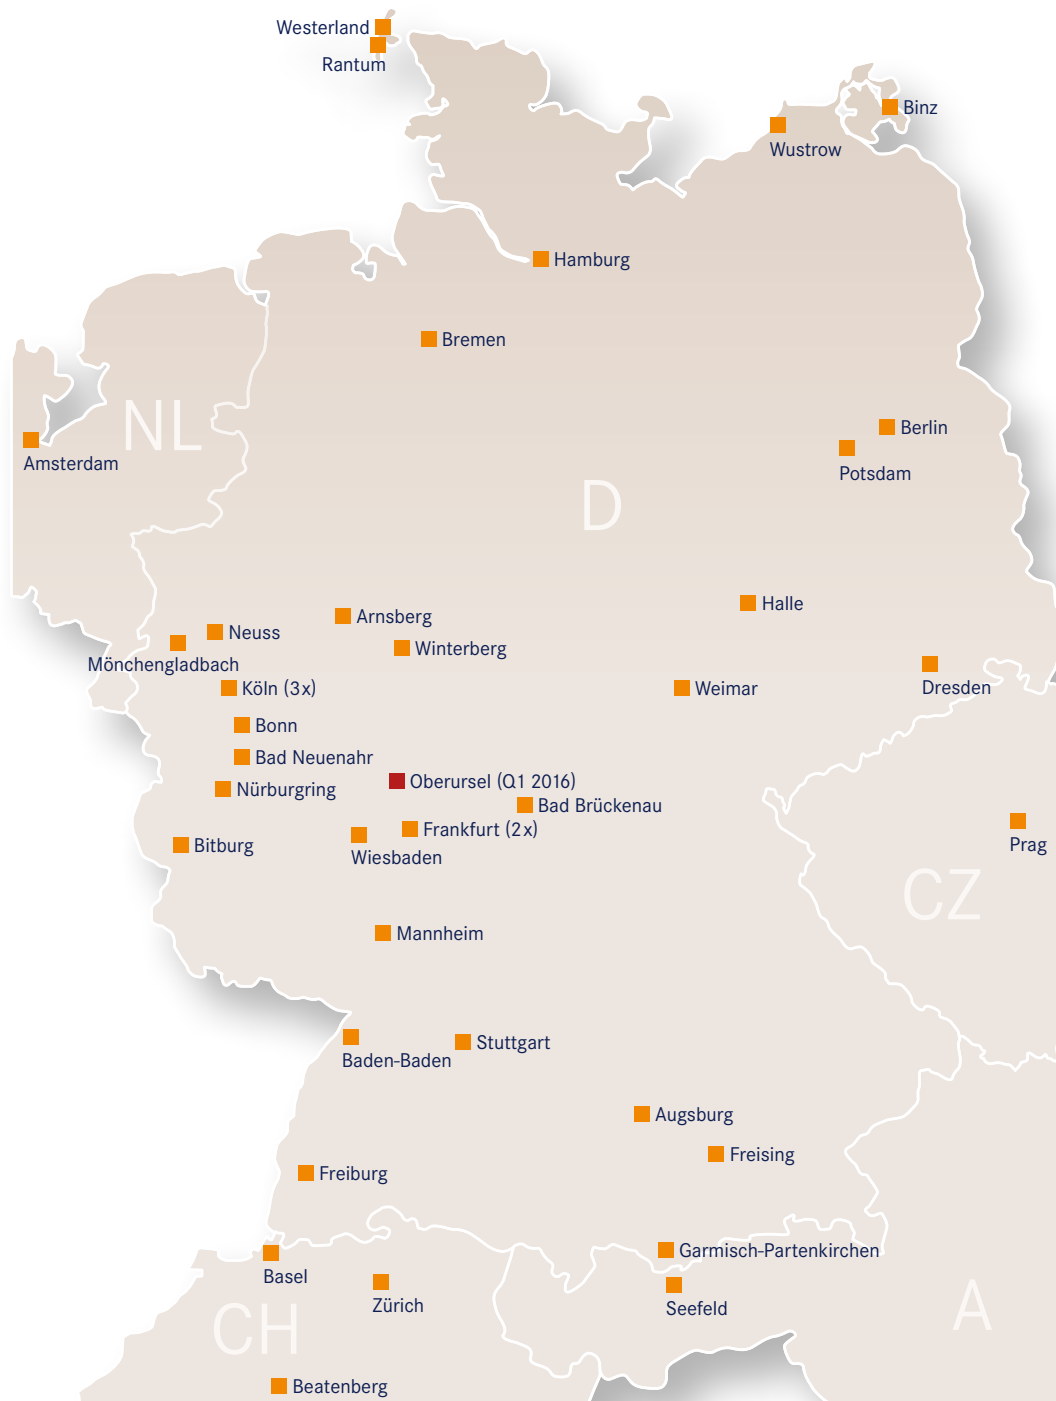 Westerland
Rantum
Binz
Wustrow
Hamburg
Bremen
NL
Berlin
Amsterdam
Potsdam
D
Halle
Arnsberg
Neuss
Winterberg
Mönchengladbach
Köln (3x)
Weimar
Dresden
Bonn
Bad Neuenahr
Oberursel (Q1 2016)
Nürburgring
Bad Brückenau
Frankfurt (2x)
Bitburg
Wiesbaden
Prag
CZ
Mannheim
Stuttgart
Baden-Baden
Augsburg
Freising
Freiburg
Garmisch-Partenkirchen
Basel
Zürich
Seefeld
A
CH
Beatenberg